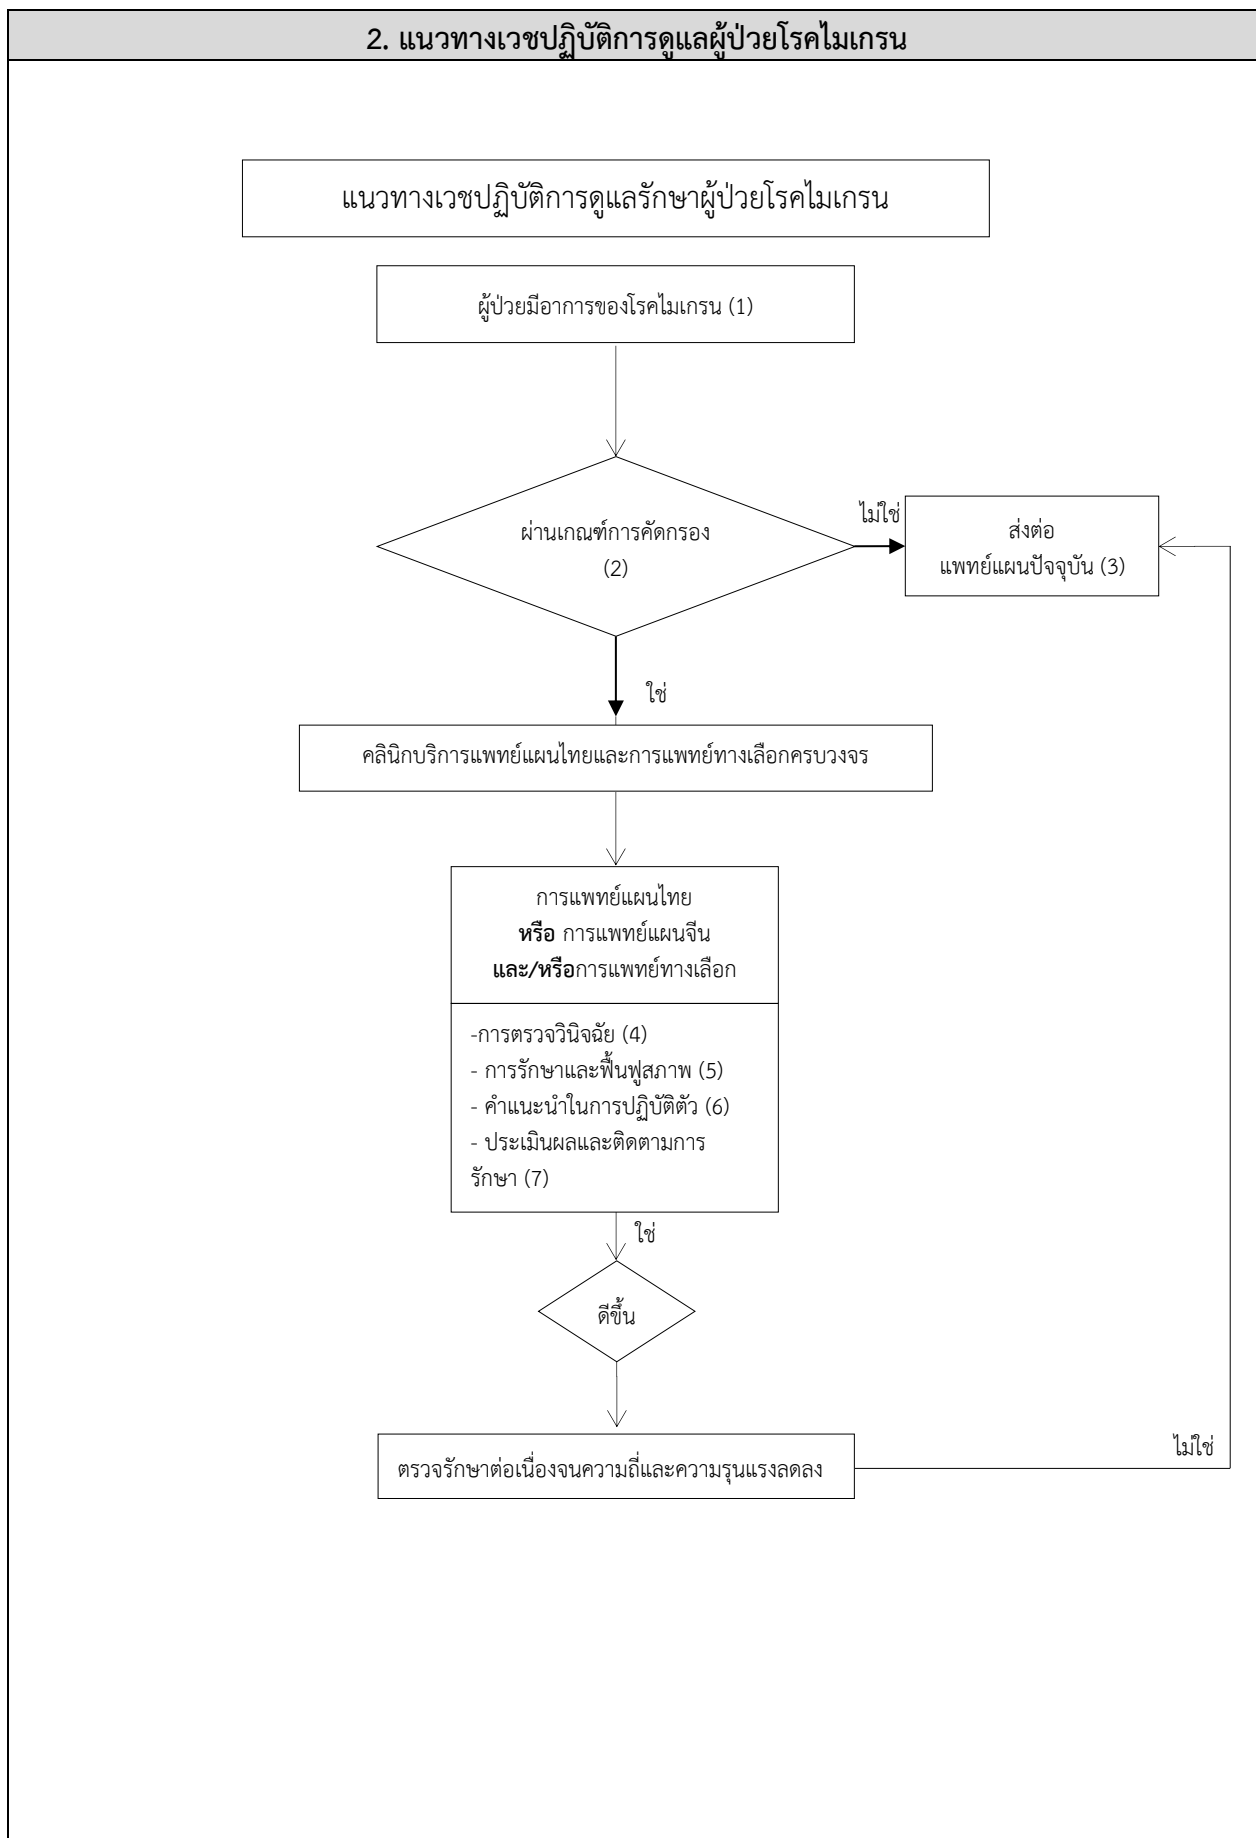 2. แนวทางเวชปฏิบัติการดูแลผู้ป่วยโรคไมเกรน
แนวทางเวชปฏิบัติการดูแลรักษาผู้ป่วยโรคไมเกรน
ผู้ป่วยมีอาการของโรคไมเกรน (1)
ผ่านเกณฑ์การคัดกรอง
(2)
ไม่ใช่
ส่งต่อ
แพทย์แผนปัจจุบัน (3)
ใช่
คลินิกบริการแพทย์แผนไทยและการแพทย์ทางเลือกครบวงจร
การแพทย์แผนไทย
หรือ การแพทย์แผนจีน
และ/หรือการแพทย์ทางเลือก
-การตรวจวินิจฉัย (4)
- การรักษาและฟื้นฟูสภาพ (5)
- คำแนะนำในการปฏิบัติตัว (6)
- ประเมินผลและติดตามการ
รักษา (7)
ใช่
ดีขึ้น
ตรวจรักษาต่อเนื่องจนความถี่และความรุนแรงลดลง
ไม่ใช่